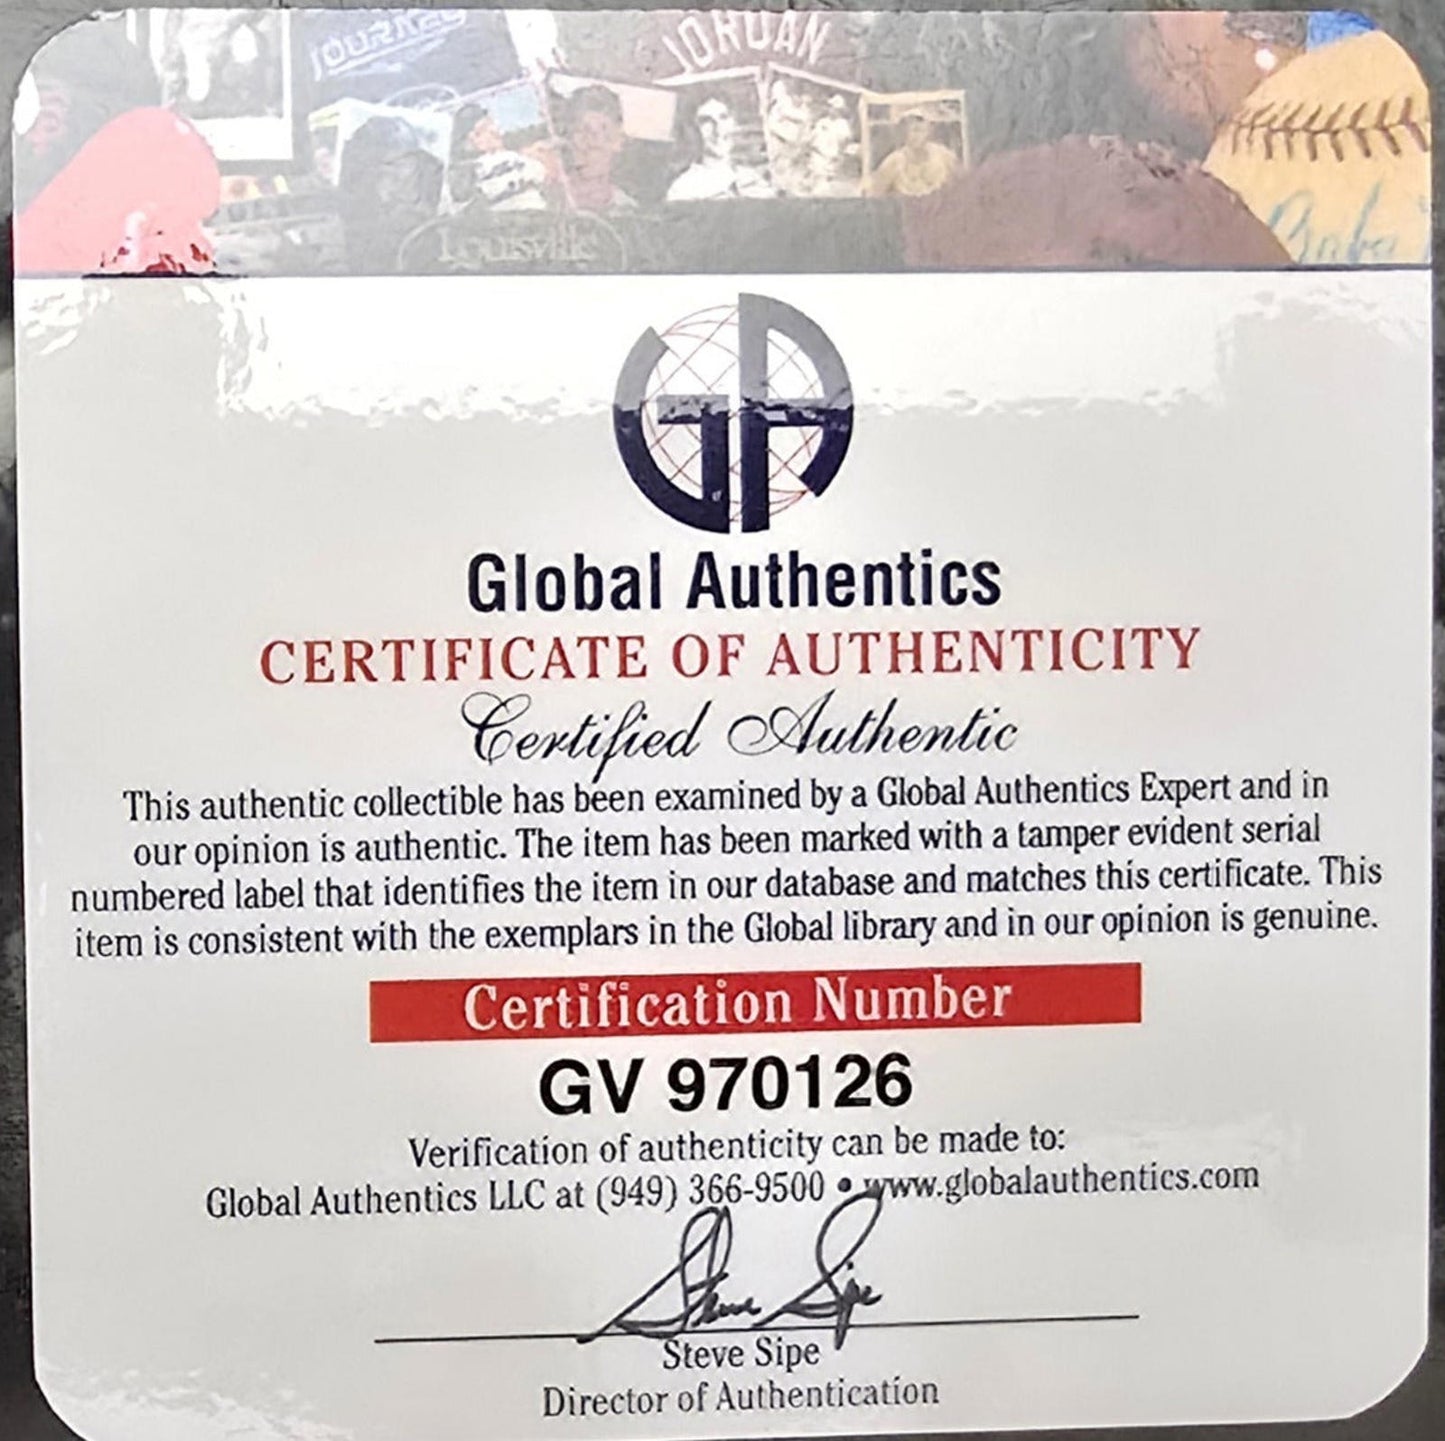 JOURNEY
JORDAN
Louisville
Babe
GA
Global Authentics
CERTIFICATE OF AUTHENTICITY
Certified Authentic
This authentic collectible has been examined by a Global Authentics Expert and in
our opinion is authentic. The item has been marked with a tamper evident serial
numbered label that identifies the item in our database and matches this certificate. This
item is consistent with the exemplars in the Global library and in our opinion is genuine.
Certification Number
GV 970126
Verification of authenticity can be made to:
Global Authentics LLC at (949) 366-9500 • www.globalauthentics.com
Steve Sipe
Steve Sipe
Director of Authentication